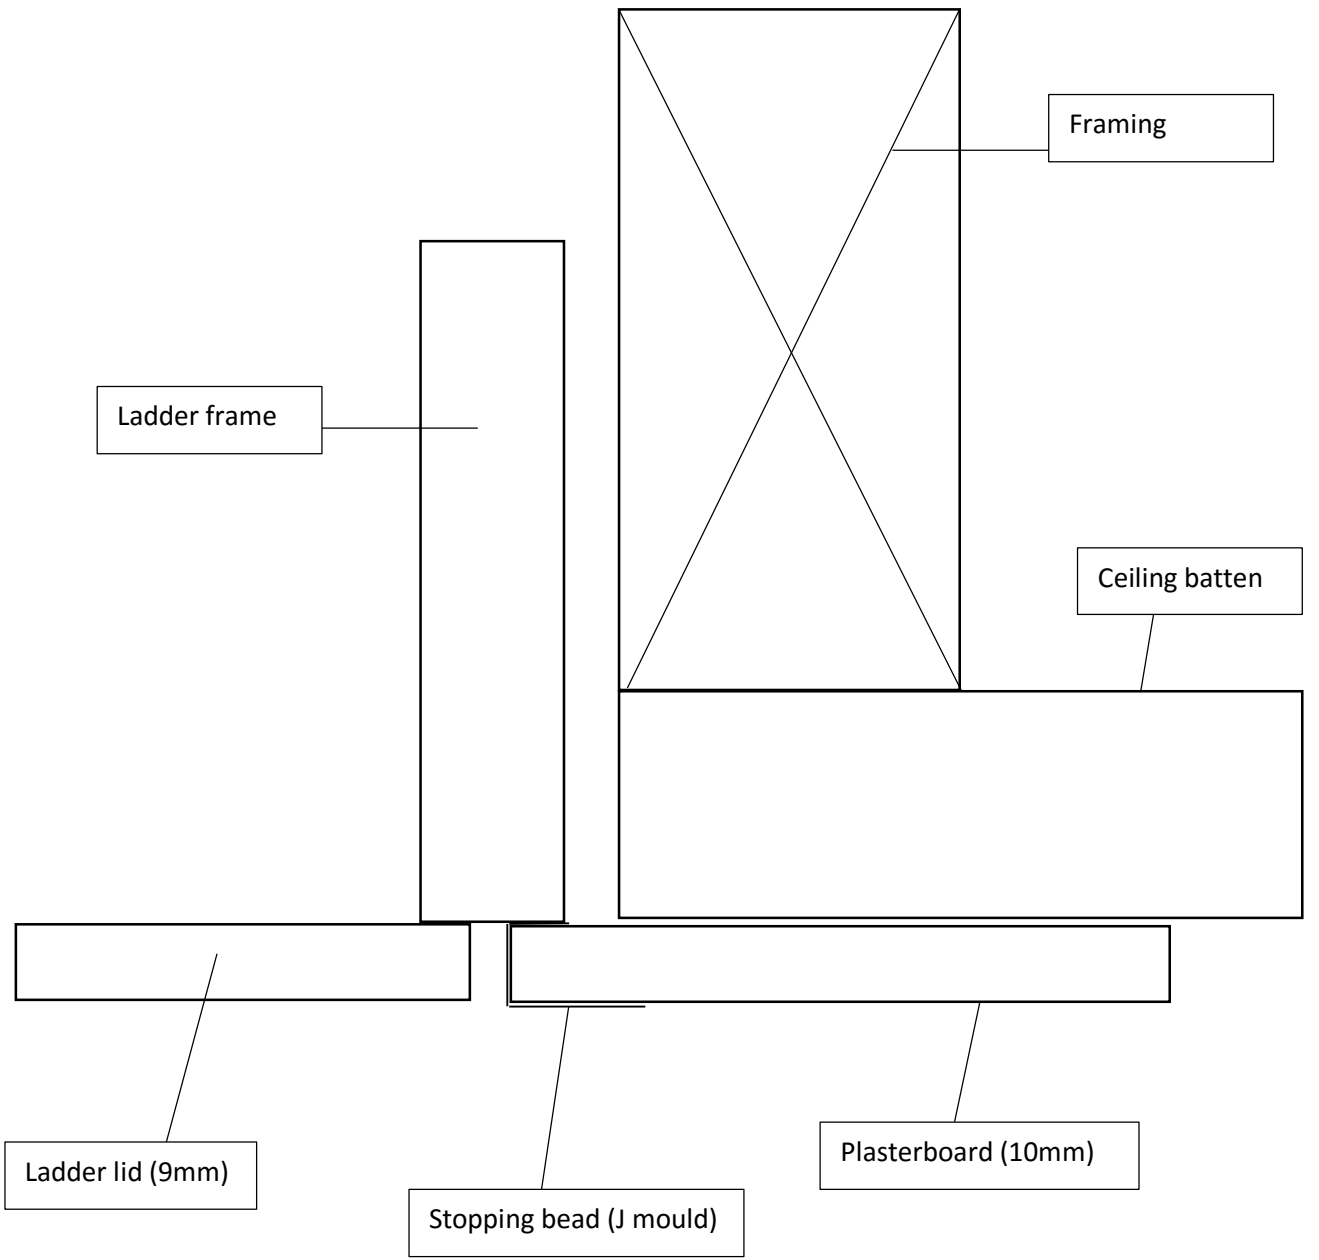 Framing
Ladder frame
Ceiling batten
Plasterboard (10mm)
Ladder lid (9mm)
Stopping bead (J mould)